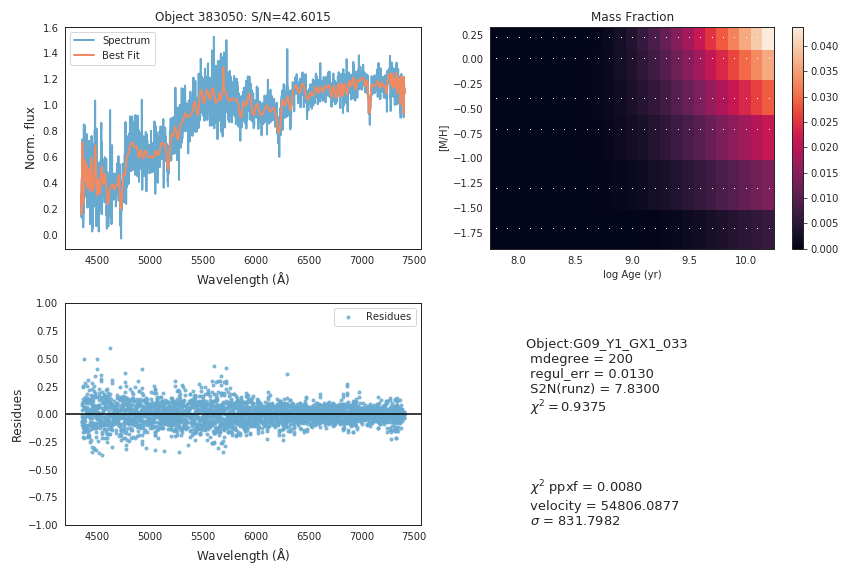 Object 383050: S/N=42.6015
Spectrum
Best Fit
1.6
1.4
1.2
1.0
0.8
0.6
0.4
0.2
0.0
Norm. flux
4500 5000 5500 6000 6500 7000 7500
Wavelength (Å)
Mass Fraction
0.25
0.00
−0.25
−0.50
−0.75
−1.00
−1.25
−1.50
−1.75
[M/H]
8.0 8.5 9.0 9.5 10.0
log Age (yr)
0.040
0.035
0.030
0.025
0.020
0.015
0.010
0.005
0.000
Residues
1.00
0.75
0.50
0.25
0.00
−0.25
−0.50
−0.75
−1.00
Residues
4500 5000 5500 6000 6500 7000 7500
Wavelength (Å)
Object:G09_Y1_GX1_033
mdegree = 200
regul_err = 0.0130
S2N(runz) = 7.8300
χ² = 0.9375
χ² ppxf = 0.0080
velocity = 54806.0877
σ = 831.7982